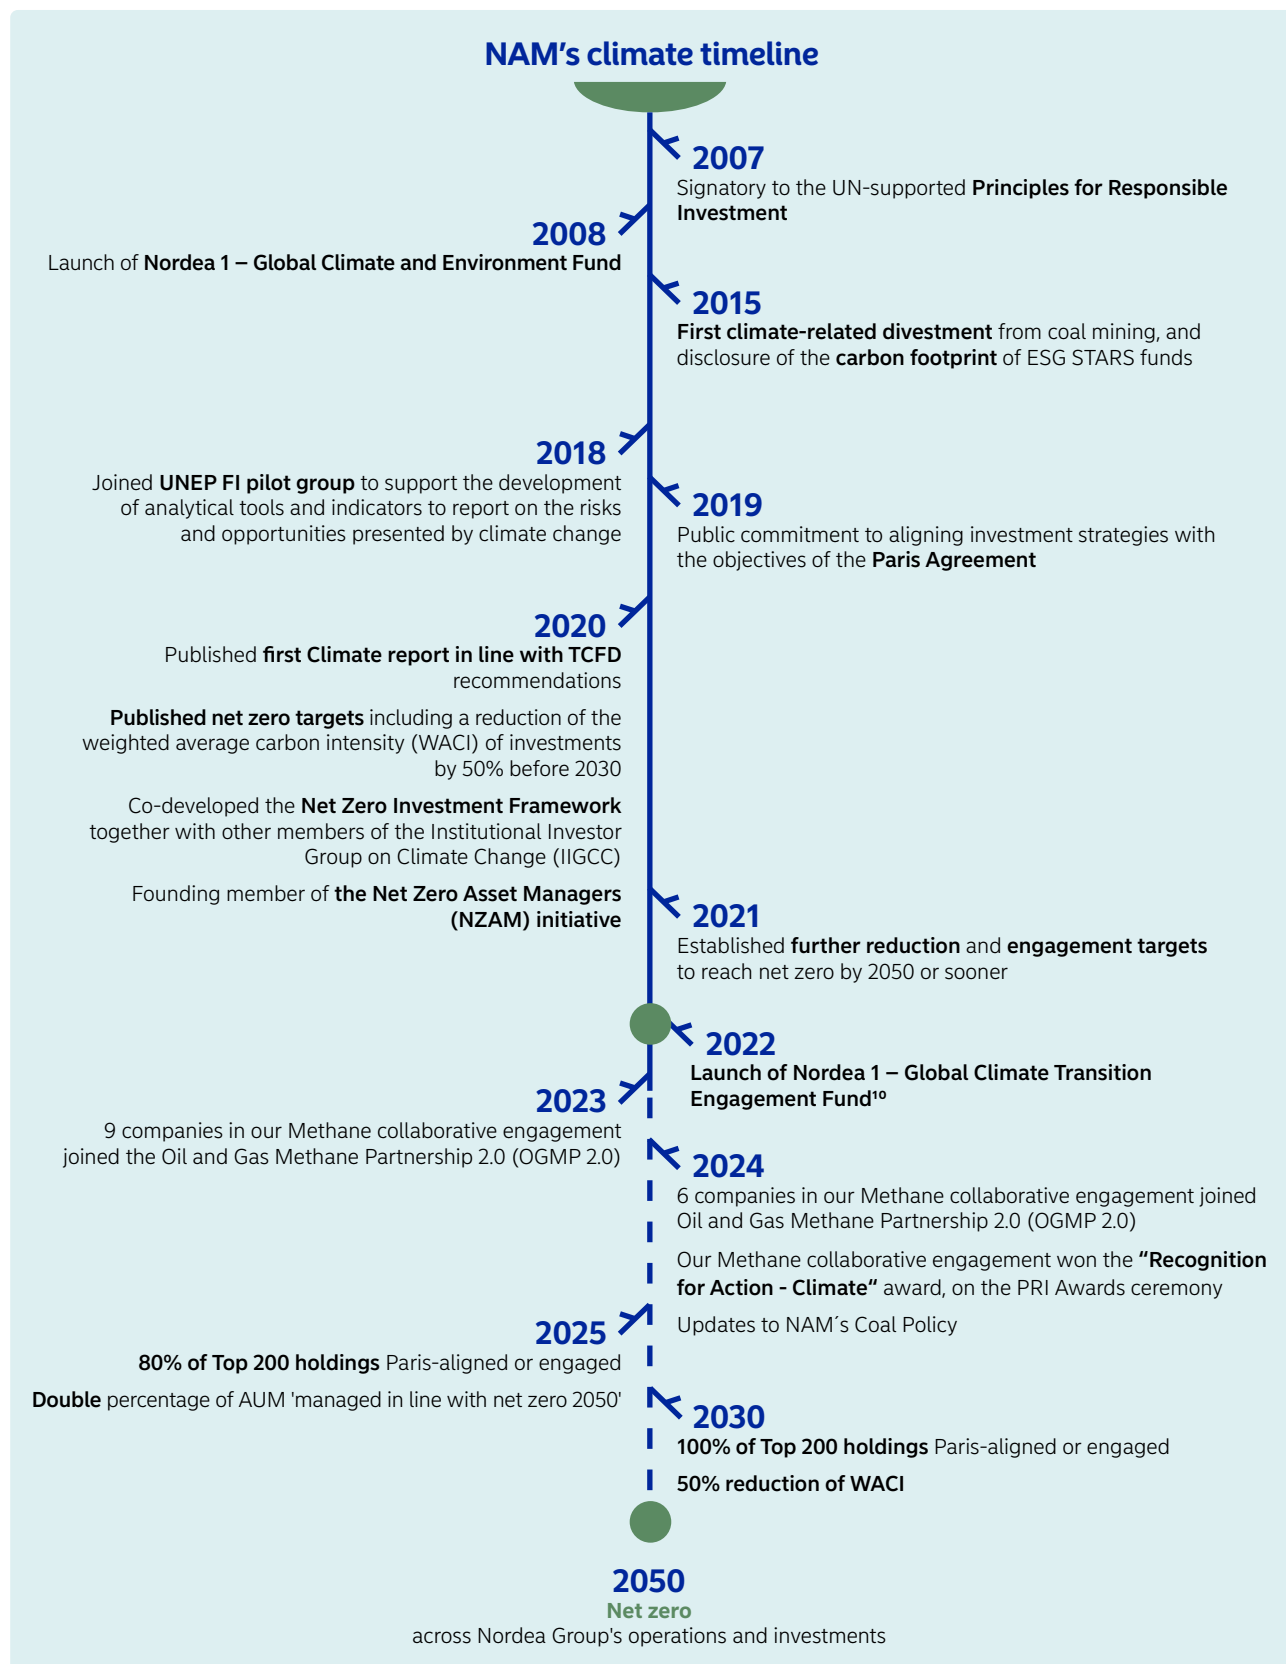 NAM’s climate timeline
2007
Signatory to the UN-supported Principles for Responsible
Investment
2008
Launch of Nordea 1 – Global Climate and Environment Fund
2015
First climate-related divestment from coal mining, and
disclosure of the carbon footprint of ESG STARS funds
2018
Joined UNEP FI pilot group to support the development
of analytical tools and indicators to report on the risks
and opportunities presented by climate change
2019
Public commitment to aligning investment strategies with
the objectives of the Paris Agreement
2020
Published first Climate report in line with TCFD
recommendations
Published net zero targets including a reduction of the
weighted average carbon intensity (WACI) of investments
by 50% before 2030
Co-developed the Net Zero Investment Framework
together with other members of the Institutional Investor
Group on Climate Change (IIGCC)
Founding member of the Net Zero Asset Managers
(NZAM) initiative
2021
Established further reduction and engagement targets
to reach net zero by 2050 or sooner
2022
Launch of Nordea 1 – Global Climate Transition
Engagement Fund¹⁰
2023
9 companies in our Methane collaborative engagement
joined the Oil and Gas Methane Partnership 2.0 (OGMP 2.0)
2024
6 companies in our Methane collaborative engagement joined
Oil and Gas Methane Partnership 2.0 (OGMP 2.0)
Our Methane collaborative engagement won the “Recognition
for Action - Climate“ award, on the PRI Awards ceremony
Updates to NAM´s Coal Policy
2025
80% of Top 200 holdings Paris-aligned or engaged
Double percentage of AUM 'managed in line with net zero 2050'
2030
100% of Top 200 holdings Paris-aligned or engaged
50% reduction of WACI
2050
Net zero
across Nordea Group's operations and investments